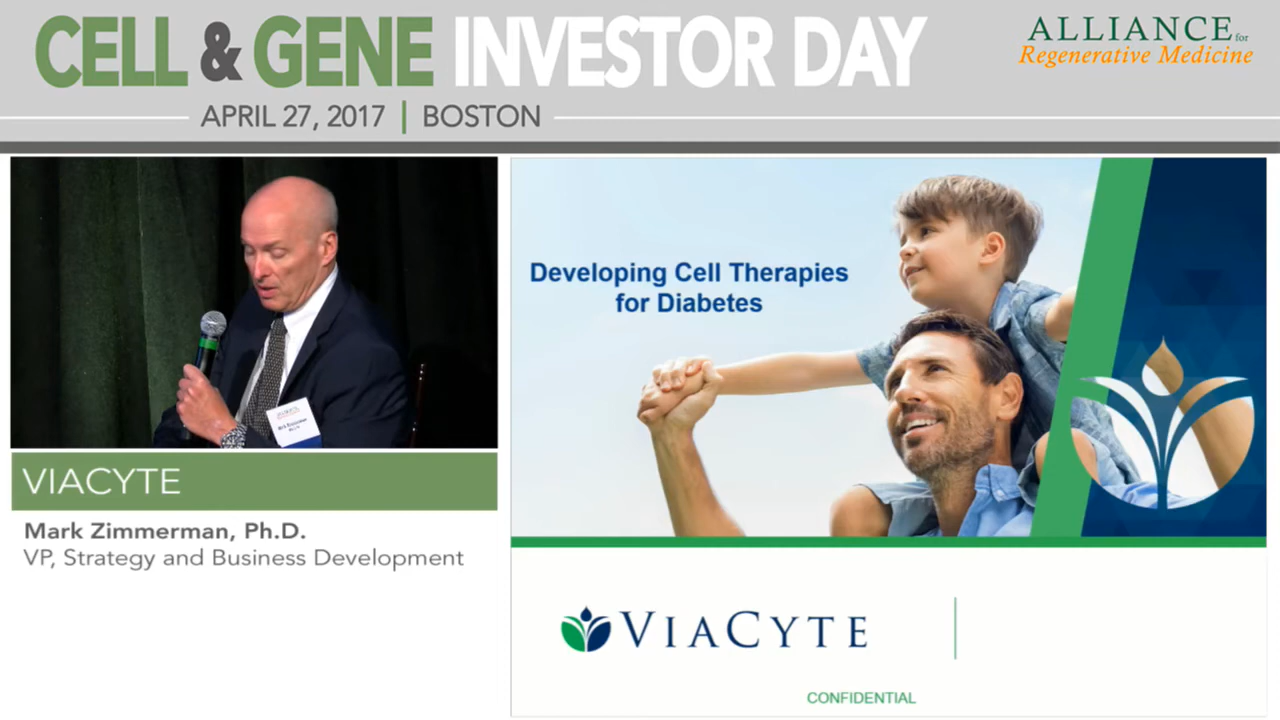 CELL & GENE INVESTOR DAY
APRIL 27, 2017 | BOSTON
ALLIANCE for
Regenerative Medicine
Developing Cell Therapies
for Diabetes
VIACYTE
Mark Zimmerman, Ph.D.
VP, Strategy and Business Development
VIACYTE
CONFIDENTIAL